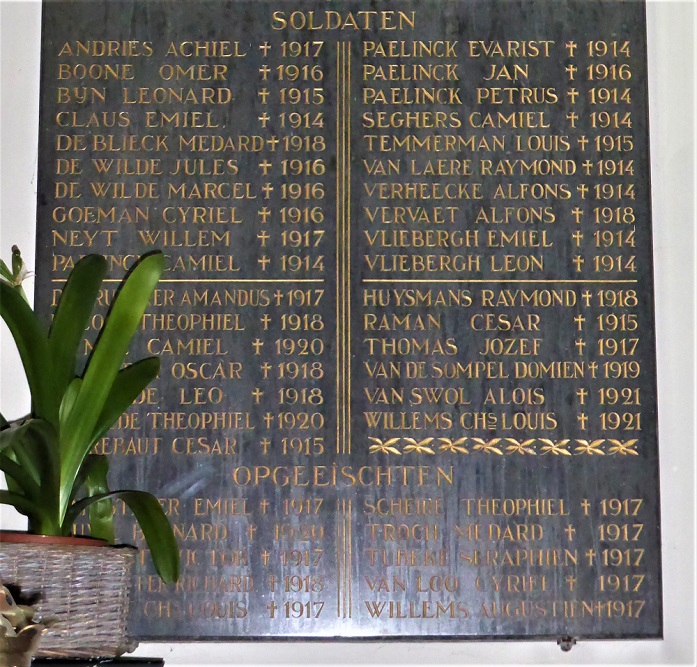 SOLDATEN
ANDRIES ACHIEL † 1917
BOONE OMER † 1916
BYN LEONARD † 1915
CLAUS EMIEL † 1914
DE BLIECK MEDARD † 1918
DE WILDE JULES † 1916
DE WILDE MARCEL † 1916
GOEMAN CYRIEL † 1916
NEYT WILLEM † 1917
CAMIEL † 1914
AMANDUS † 1917
THEOPHIEL † 1918
CAMIEL † 1920
OSCAR † 1918
LEO † 1918
THEOPHIEL † 1920
CESAR † 1915
PAELINCK EVARIST † 1914
PAELINCK JAN † 1916
PAELINCK PETRUS † 1914
SEGHERS CAMIEL † 1914
TEMMERMAN LOUIS † 1915
VAN LAERE RAYMOND † 1914
VERHEECKE ALFONS † 1914
VERVAET ALFONS † 1918
VLIEBERGH EMIEL † 1914
VLIEBERGH LEON † 1914
HUYSMANS RAYMOND † 1918
RAMAN CESAR † 1915
THOMAS JOZEF † 1917
VAN DE SOMPEL DOMIEN † 1919
VAN SWOL ALOIS † 1921
WILLEMS CHS LOUIS † 1921
OPGEEISCHTEN
EMIEL † 1917
† 1920
† 1917
RICHARD † 1918
CHS LOUIS † 1917
SCHEIRE THEOPHIEL † 1917
TROCH MEDARD † 1917
TUBEKE SERAPHIEN † 1917
VAN LOO CYRIEL † 1917
WILLEMS AUGUSTIEN † 1917